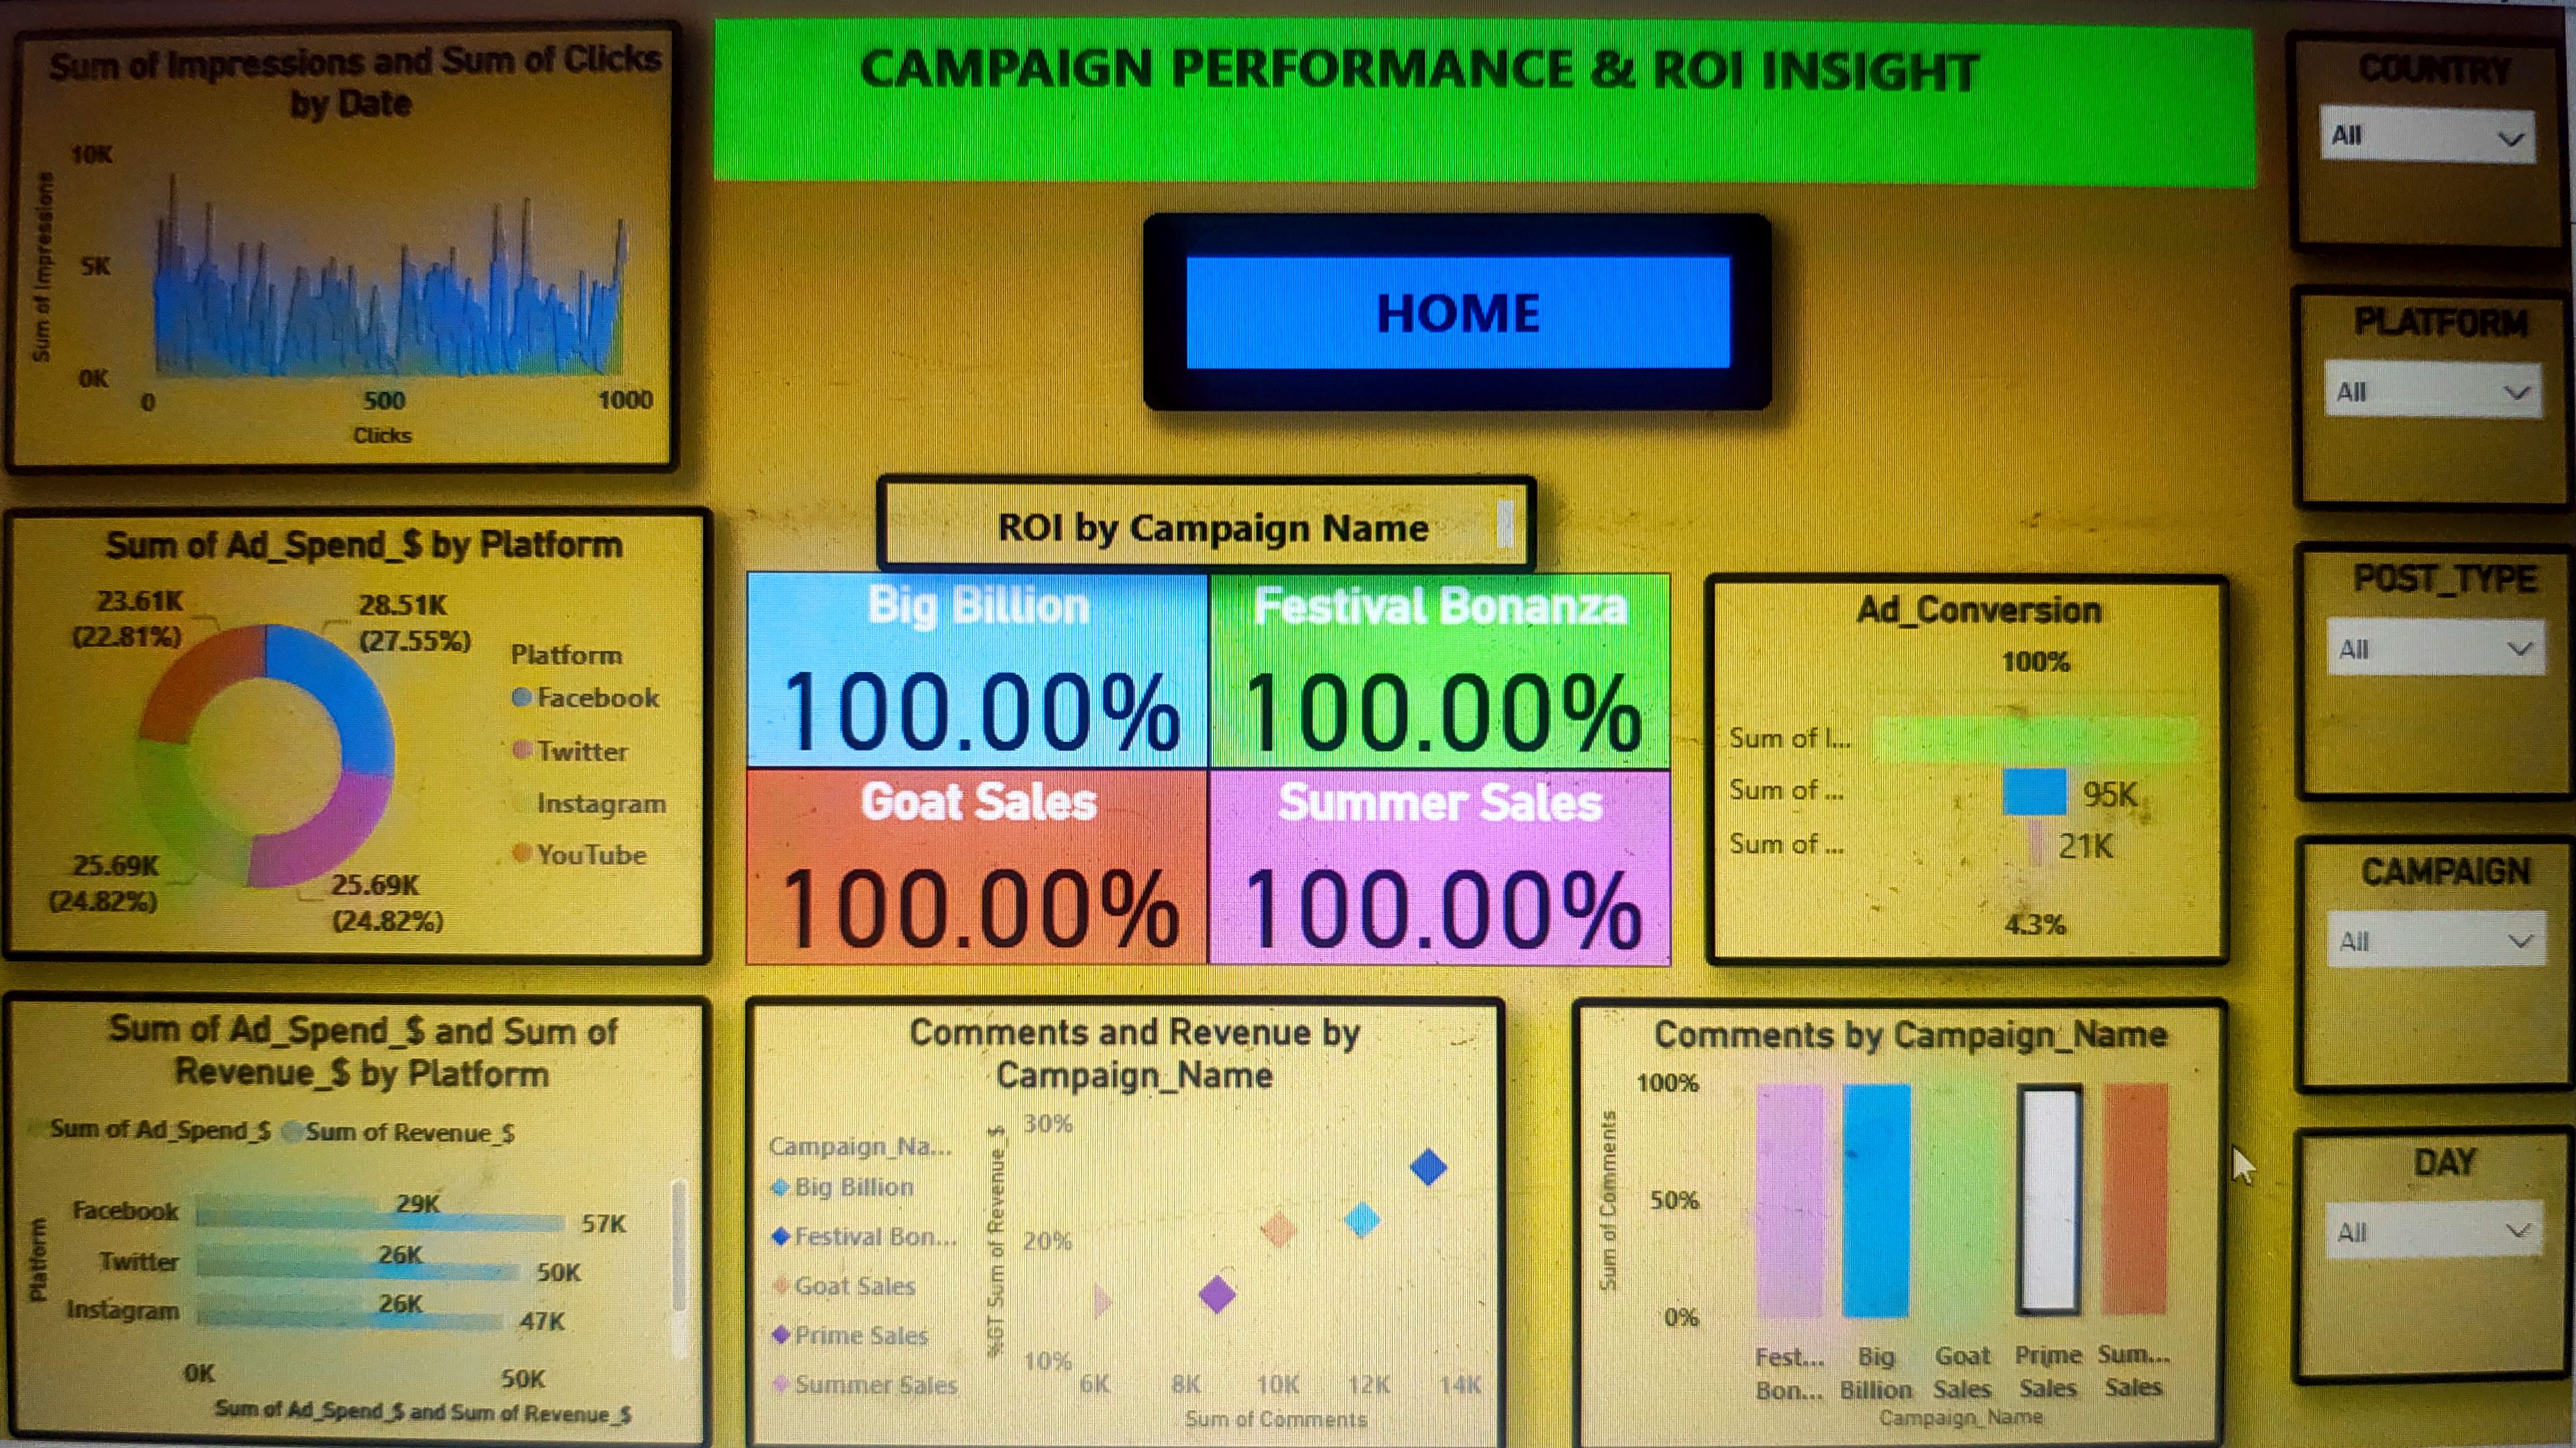 Sum of Impressions and Sum of Clicks
by Date
10K
5K
0K
Sum of Impressions
0
500
1000
Clicks
CAMPAIGN PERFORMANCE & ROI INSIGHT
HOME
COUNTRY
All
PLATFORM
All
POST_TYPE
All
CAMPAIGN
All
DAY
All
Sum of Ad_Spend_$ by Platform
23.61K
(22.81%)
28.51K
(27.55%)
25.69K
(24.82%)
25.69K
(24.82%)
Platform
Facebook
Twitter
Instagram
YouTube
ROI by Campaign Name
Big Billion
100.00%
Festival Bonanza
100.00%
Goat Sales
100.00%
Summer Sales
100.00%
Ad_Conversion
100%
Sum of I...
Sum of ...
95K
Sum of ...
21K
4.3%
Sum of Ad_Spend_$ and Sum of
Revenue_$ by Platform
Sum of Ad_Spend_$
Sum of Revenue_$
Platform
Facebook
29K
57K
Twitter
26K
50K
Instagram
26K
47K
0K
50K
Sum of Ad_Spend_$ and Sum of Revenue_$
Comments and Revenue by
Campaign_Name
Campaign_Na...
Big Billion
Festival Bon...
Goat Sales
Prime Sales
Summer Sales
%GT Sum of Revenue_$
30%
20%
10%
6K
8K
10K
12K
14K
Sum of Comments
Comments by Campaign_Name
Sum of Comments
100%
50%
0%
Fest...
Bon...
Big
Billion
Goat
Sales
Prime
Sales
Sum...
Sales
Campaign_Name